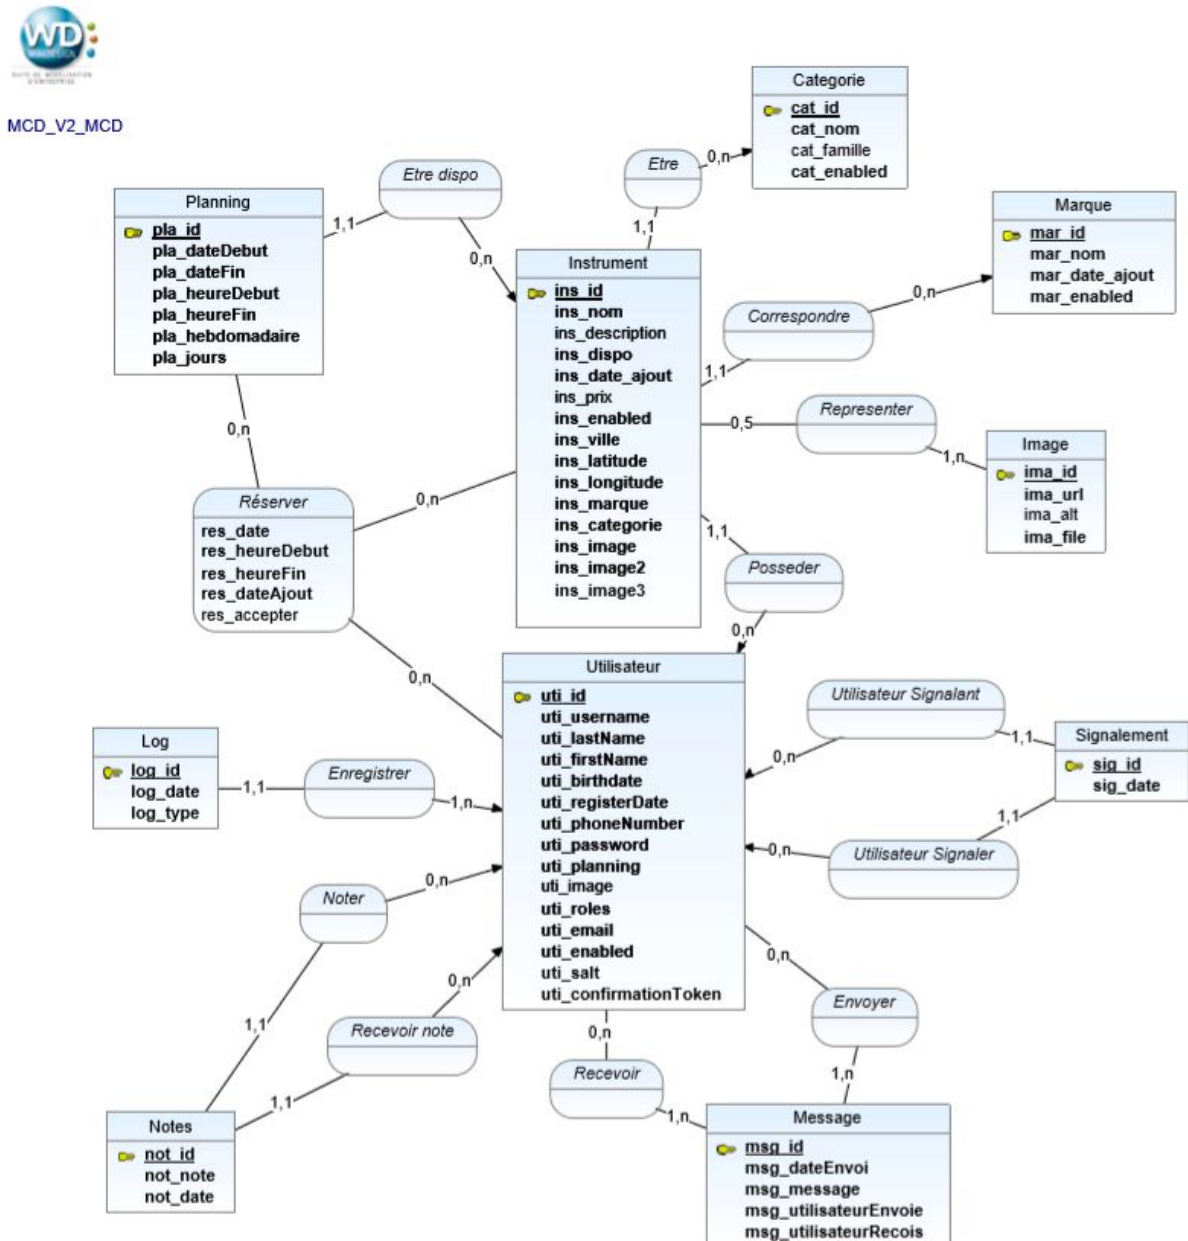 WD
WINDESIGN
SUITE DE MODELISATION
D'ENTREPRISE
MCD_V2_MCD
Categorie
cat_id
cat_nom
cat_famille
cat_enabled
Etre
0,n
1,1
Etre dispo
1,1
0,n
Planning
pla_id
pla_dateDebut
pla_dateFin
pla_heureDebut
pla_heureFin
pla_hebdomadaire
pla_jours
Marque
mar_id
mar_nom
mar_date_ajout
mar_enabled
Instrument
ins_id
ins_nom
ins_description
ins_dispo
ins_date_ajout
ins_prix
ins_enabled
ins_ville
ins_latitude
ins_longitude
ins_marque
ins_categorie
ins_image
ins_image2
ins_image3
Correspondre
0,n
1,1
Representer
0,5
1,n
Image
ima_id
ima_url
ima_alt
ima_file
0,n
0,n
Réserver
res_date
res_heureDebut
res_heureFin
res_dateAjout
res_accepter
0,n
1,1
Posseder
0,n
Utilisateur
uti_id
uti_username
uti_lastName
uti_firstName
uti_birthdate
uti_registerDate
uti_phoneNumber
uti_password
uti_planning
uti_image
uti_roles
uti_email
uti_enabled
uti_salt
uti_confirmationToken
Utilisateur Signalant
1,1
0,n
Signalement
sig_id
sig_date
1,1
Utilisateur Signaler
0,n
Log
log_id
log_date
log_type
1,1
Enregistrer
1,n
Noter
0,n
1,1
Recevoir note
0,n
1,1
Notes
not_id
not_note
not_date
0,n
Recevoir
1,n
0,n
Envoyer
1,n
Message
msg_id
msg_dateEnvoi
msg_message
msg_utilisateurEnvoie
msg_utilisateurRecois